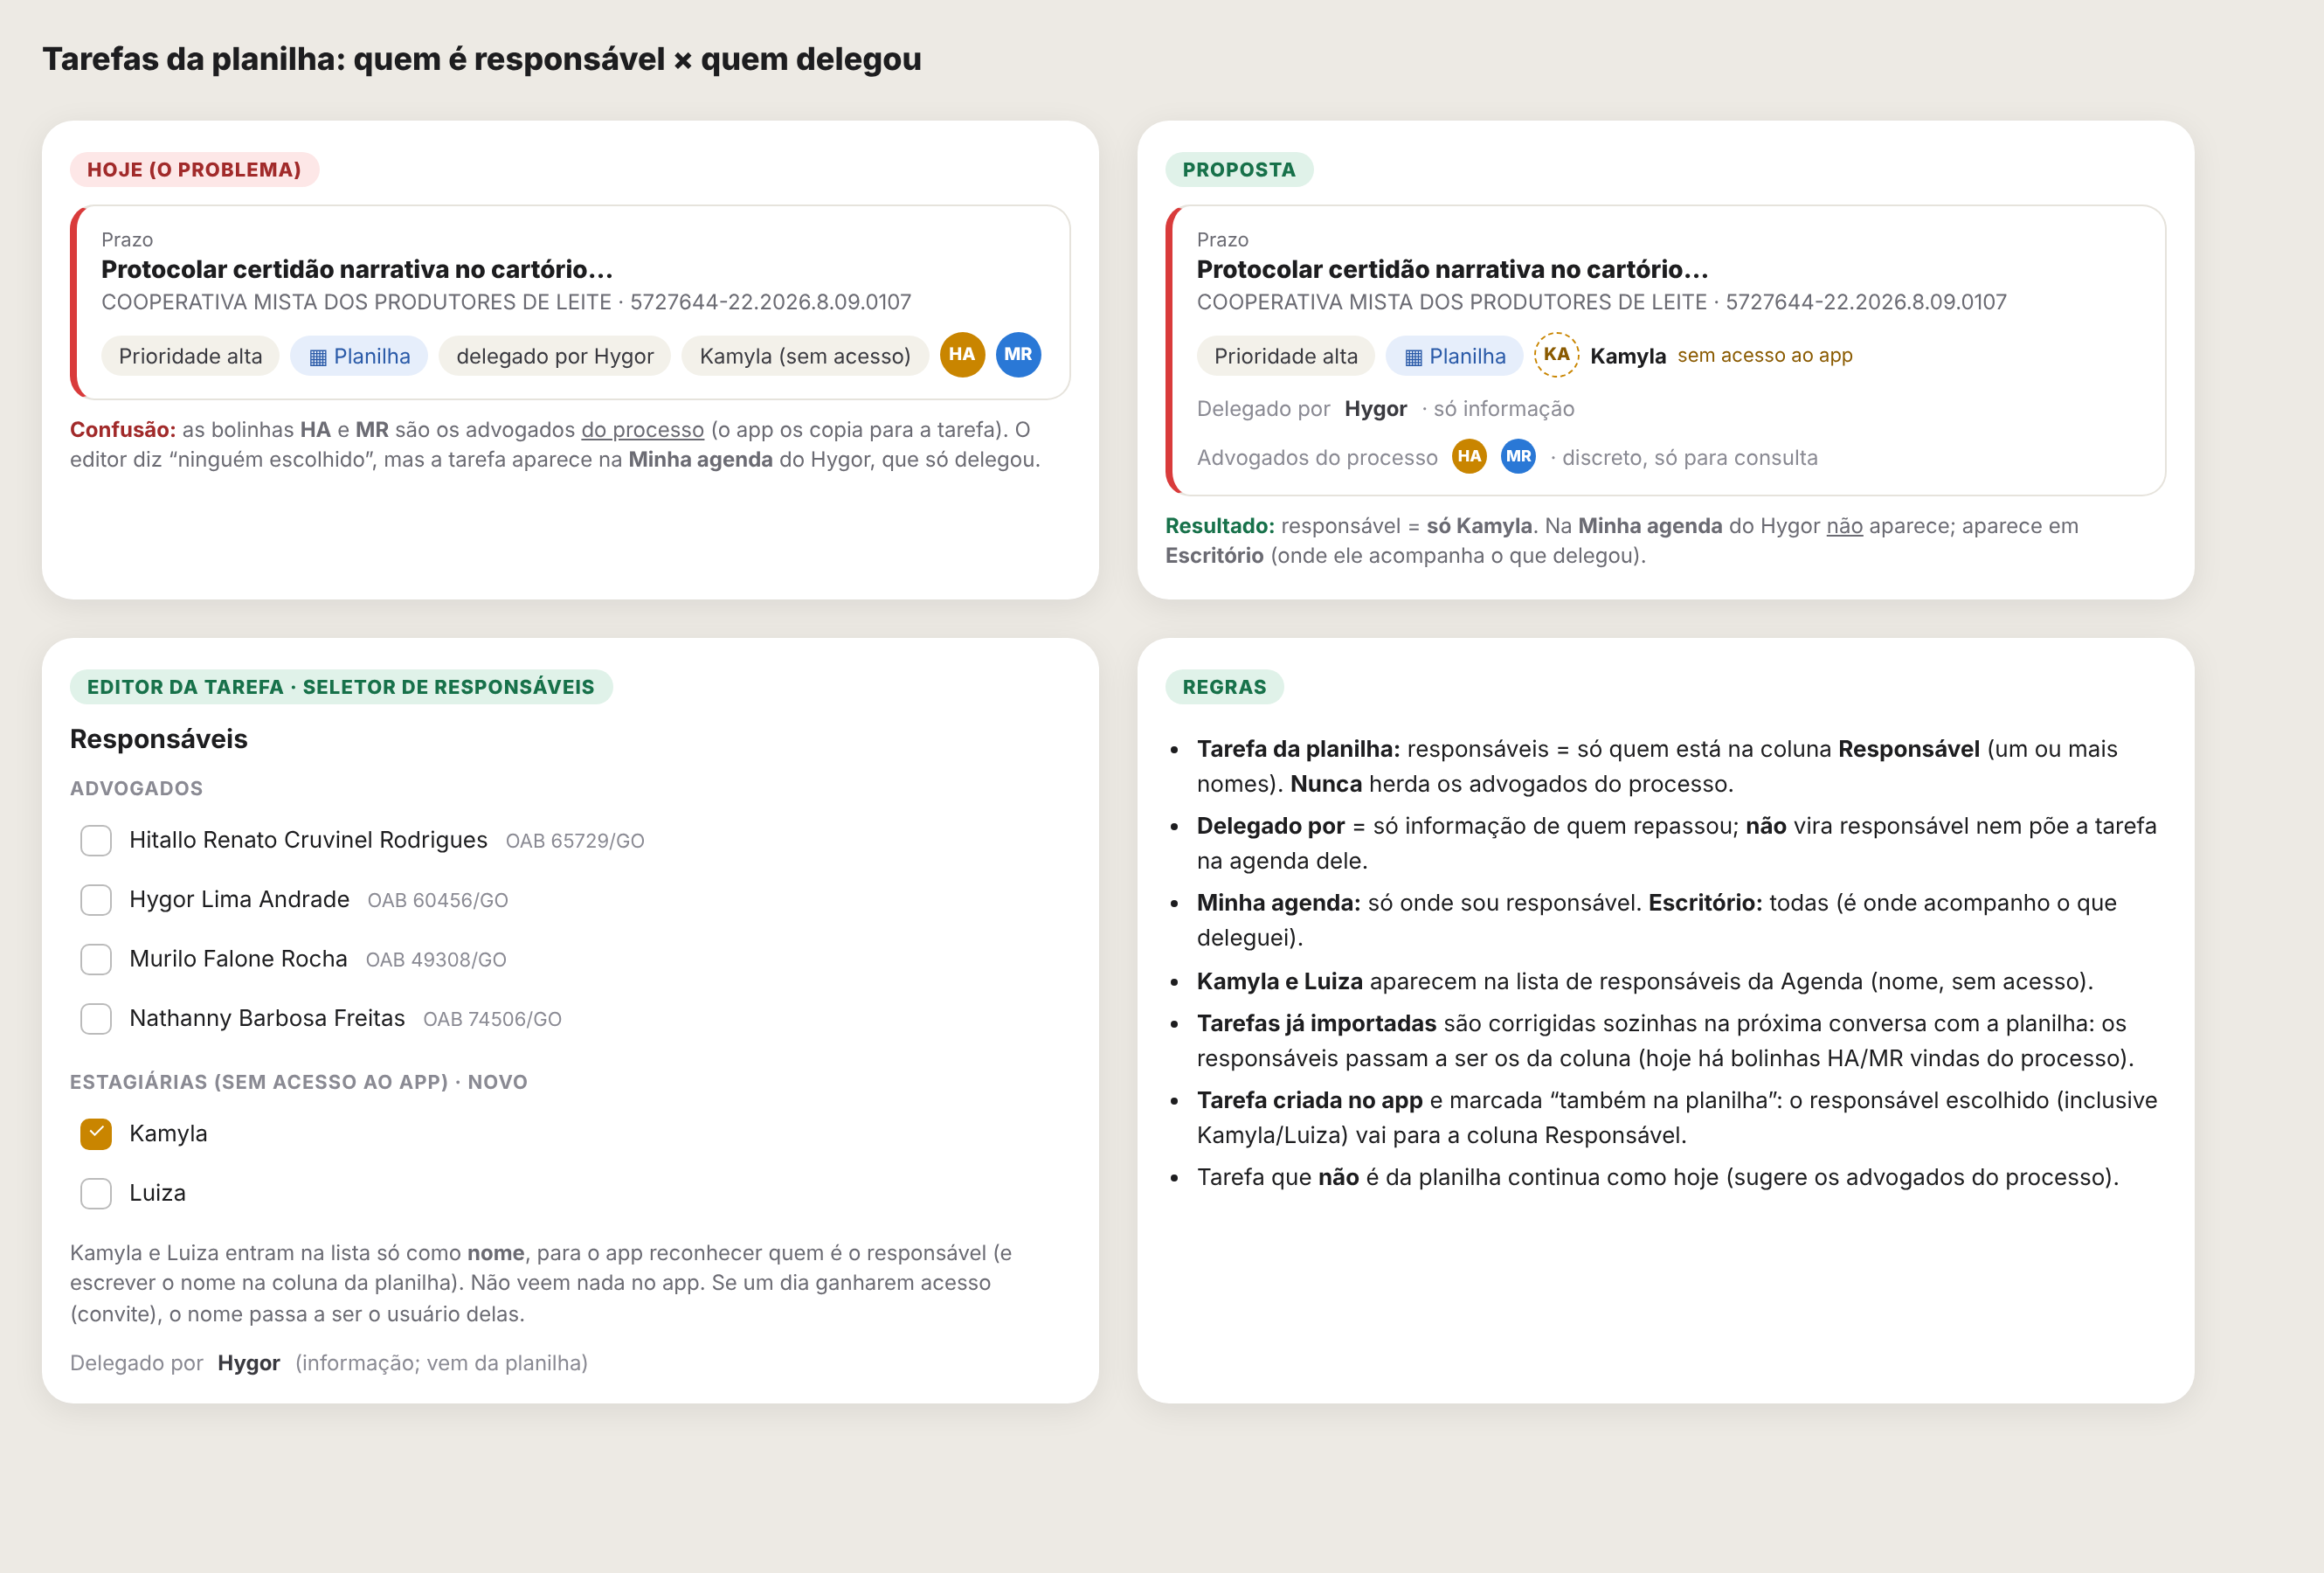 Tarefas da planilha: quem é responsável × quem delegou
HOJE (O PROBLEMA)
Prazo
Protocolar certidão narrativa no cartório…
COOPERATIVA MISTA DOS PRODUTORES DE LEITE · 5727644-22.2026.8.09.0107
Prioridade alta
▦ Planilha
delegado por Hygor
Kamyla (sem acesso)
HA
MR
Confusão: as bolinhas HA e MR são os advogados do processo (o app os copia para a tarefa). O
editor diz “ninguém escolhido”, mas a tarefa aparece na Minha agenda do Hygor, que só delegou.
PROPOSTA
Prazo
Protocolar certidão narrativa no cartório…
COOPERATIVA MISTA DOS PRODUTORES DE LEITE · 5727644-22.2026.8.09.0107
Prioridade alta
▦ Planilha
KA
Kamyla sem acesso ao app
Delegado por Hygor · só informação
Advogados do processo HA MR · discreto, só para consulta
Resultado: responsável = só Kamyla. Na Minha agenda do Hygor não aparece; aparece em
Escritório (onde ele acompanha o que delegou).
EDITOR DA TAREFA · SELETOR DE RESPONSÁVEIS
Responsáveis
ADVOGADOS
Hitallo Renato Cruvinel Rodrigues OAB 65729/GO
Hygor Lima Andrade OAB 60456/GO
Murilo Falone Rocha OAB 49308/GO
Nathanny Barbosa Freitas OAB 74506/GO
ESTAGIÁRIAS (SEM ACESSO AO APP) · NOVO
Kamyla
Luiza
Kamyla e Luiza entram na lista só como nome, para o app reconhecer quem é o responsável (e
escrever o nome na coluna da planilha). Não veem nada no app. Se um dia ganharem acesso
(convite), o nome passa a ser o usuário delas.
Delegado por Hygor (informação; vem da planilha)
REGRAS
• Tarefa da planilha: responsáveis = só quem está na coluna Responsável (um ou mais
nomes). Nunca herda os advogados do processo.
• Delegado por = só informação de quem repassou; não vira responsável nem põe a tarefa
na agenda dele.
• Minha agenda: só onde sou responsável. Escritório: todas (é onde acompanho o que
deleguei).
• Kamyla e Luiza aparecem na lista de responsáveis da Agenda (nome, sem acesso).
• Tarefas já importadas são corrigidas sozinhas na próxima conversa com a planilha: os
responsáveis passam a ser os da coluna (hoje há bolinhas HA/MR vindas do processo).
• Tarefa criada no app e marcada “também na planilha”: o responsável escolhido (inclusive
Kamyla/Luiza) vai para a coluna Responsável.
• Tarefa que não é da planilha continua como hoje (sugere os advogados do processo).